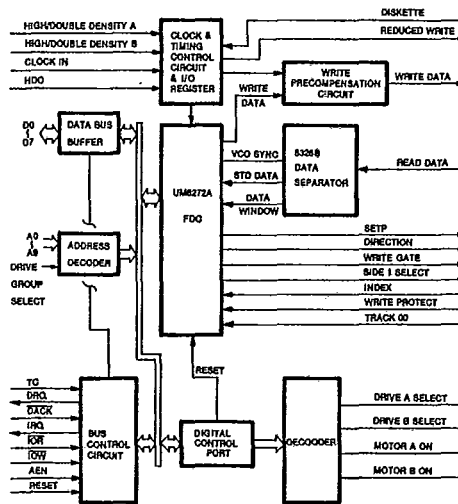 HIGH/DOUBLE DENSITY A
HIGH/DOUBLE DENSITY B
CLOCK IN
HDO
CLOCK &
TIMING
CONTROL
CIRCUIT
& I/O
REGISTER
DISKETTE
REDUCED WRITE
WRITE
PRECOMPENSATION
CIRCUIT
WRITE DATA
WRITE
DATA
D0
D7
DATA BUS
BUFFER
VCO SYNC
STD DATA
DATA
WINDOW
UM8272A
FDC
DATA
SEPARATOR
READ DATA
A0
A9
DRIVE
GROUP
SELECT
ADDRESS
DECODER
SETP
DIRECTION
WRITE GATE
SIDE 1 SELECT
INDEX
WRITE PROTECT
TRACK 00
RESET
TC
DRQ
DACK
IRQ
IOR
IOW
AEN
RESET
BUS
CONTROL
CIRCUIT
DIGITAL
CONTROL
PORT
DECQODER
DRIVE A SELECT
DRIVE B SELECT
MOTOR A ON
MOTOR B ON